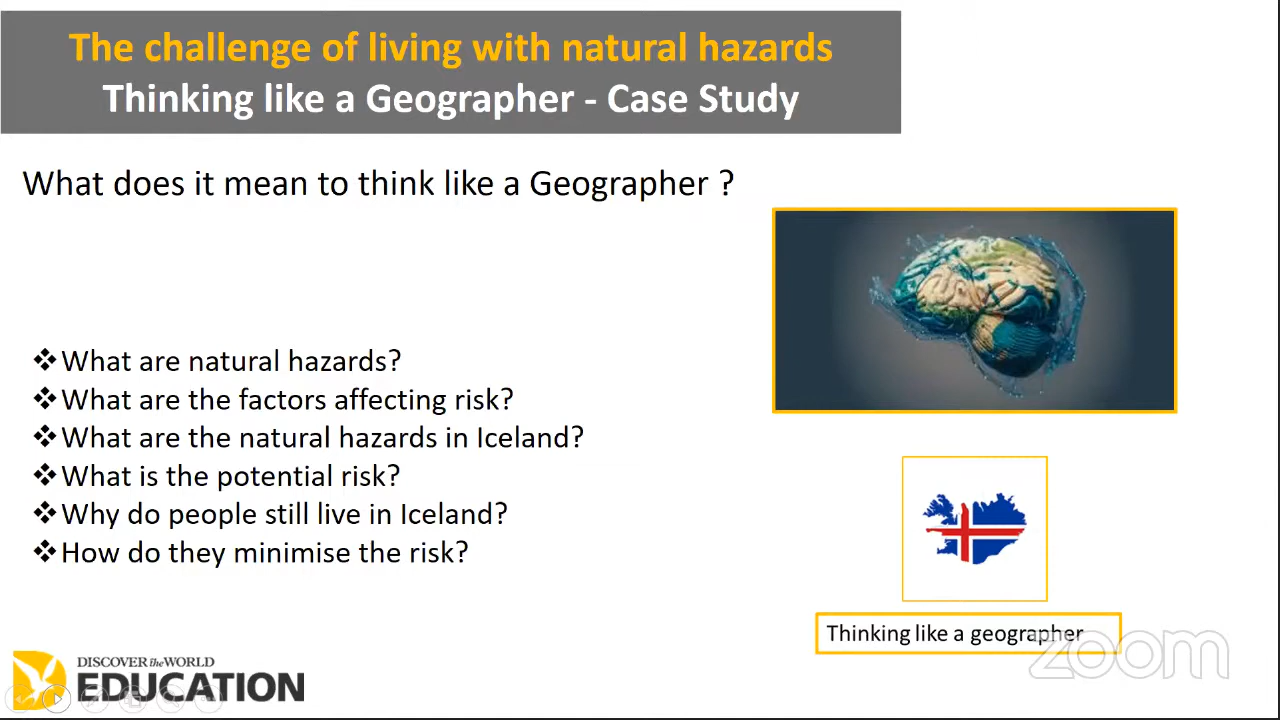 The challenge of living with natural hazards
Thinking like a Geographer - Case Study
What does it mean to think like a Geographer ?
❖What are natural hazards?
❖What are the factors affecting risk?
❖What are the natural hazards in Iceland?
❖What is the potential risk?
❖Why do people still live in Iceland?
❖How do they minimise the risk?
Thinking like a geographer
zoom
DISCOVER the WORLD
EDUCATION